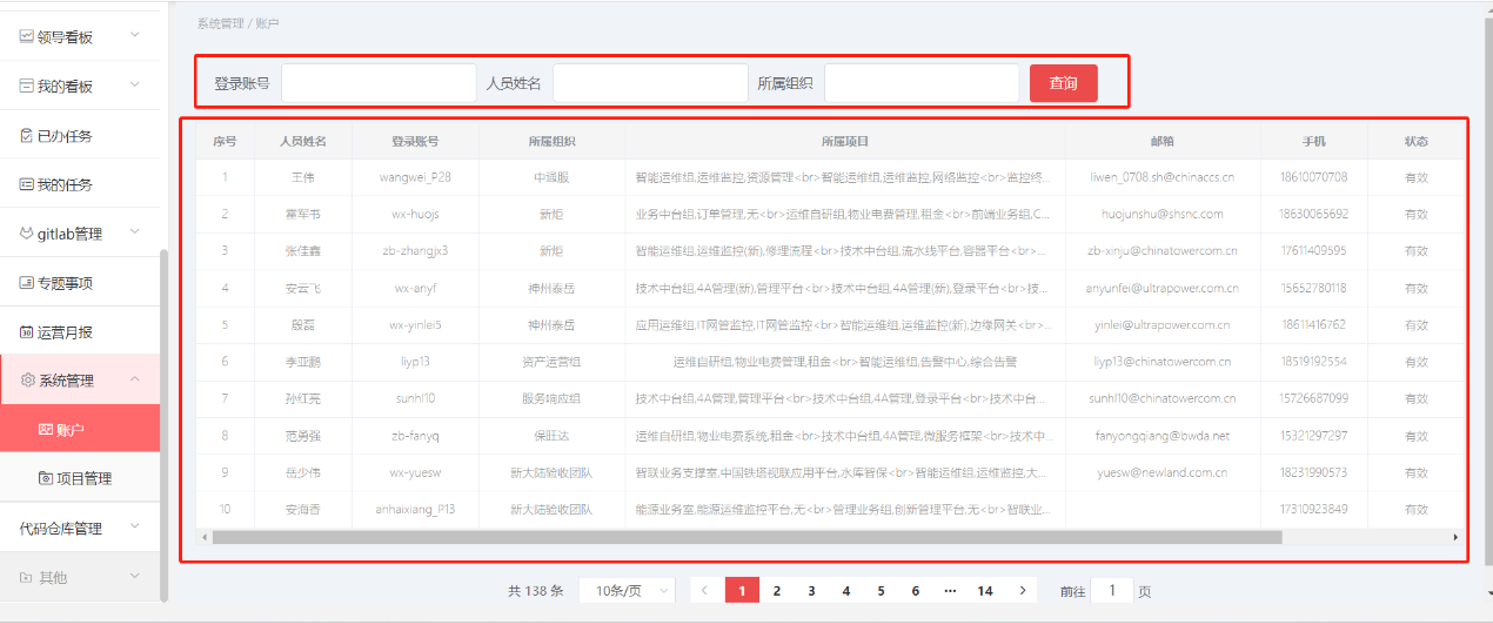 系统管理 / 账户
领导看板
我的看板
已办任务
我的任务
gitlab管理
专题事项
运营月报
系统管理
账户
项目管理
代码仓库管理
其他
登录账号 人员姓名 所属组织 查询
序号 人员姓名 登录账号 所属组织 所属项目 邮箱 手机 状态
1 王伟 wangwei_P28 中通服 智能运维组,运维监控,资源管理<br>智能运维组,运维监控,网络监控<br>监控终... liwen_0708.sh@chinaccs.cn 18610070708 有效
2 霍军书 wx-huojs 新炬 业务中台组,订单管理,无<br>运维自研组,物业电费管理,租金<br>前端业务组,C... huojunshu@shsnc.com 18630065692 有效
3 张佳鑫 zb-zhangjx3 新炬 智能运维组,运维监控(新),修理流程<br>技术中台组,流水线平台,容器平台<br>... zb-xinju@chinatowercom.cn 17611409595 有效
4 安云飞 wx-anyf 神州泰岳 技术中台组,4A管理(新),管理平台<br>技术中台组,4A管理(新),登录平台<br>技... anyunfei@ultrapower.com.cn 15652780118 有效
5 殷磊 wx-yinlei5 神州泰岳 应用运维组,IT网管监控,IT网管监控<br>智能运维组,运维监控(新),边缘网关<br>... yinlei@ultrapower.com.cn 18611416762 有效
6 李亚鹏 liyp13 资产运营组 运维自研组,物业电费管理,租金<br>智能运维组,告警中心,综合告警 liyp13@chinatowercom.cn 18519192554 有效
7 孙红亮 sunhl10 服务响应组 技术中台组,4A管理,管理平台<br>技术中台组,4A管理,登录平台<br>技术中台... sunhl10@chinatowercom.cn 15726687099 有效
8 范勇强 zb-fanyq 保旺达 运维自研组,物业电费系统,租金<br>技术中台组,4A管理,微服务框架<br>技术中... fanyongqiang@bwda.net 15321297297 有效
9 岳少伟 wx-yuesw 新大陆验收团队 智联业务支撑室,中国铁塔视联应用平台,水库智保<br>智能运维组,运维监控,大... yuesw@newland.com.cn 18231990573 有效
10 安海香 anhaixiang_P13 新大陆验收团队 能源业务室,能源运维监控平台,无<br>管理业务组,创新管理平台,无<br>智联业... 17310923849 有效
共 138 条 10条/页 1 2 3 4 5 6 ... 14 前往 1 页